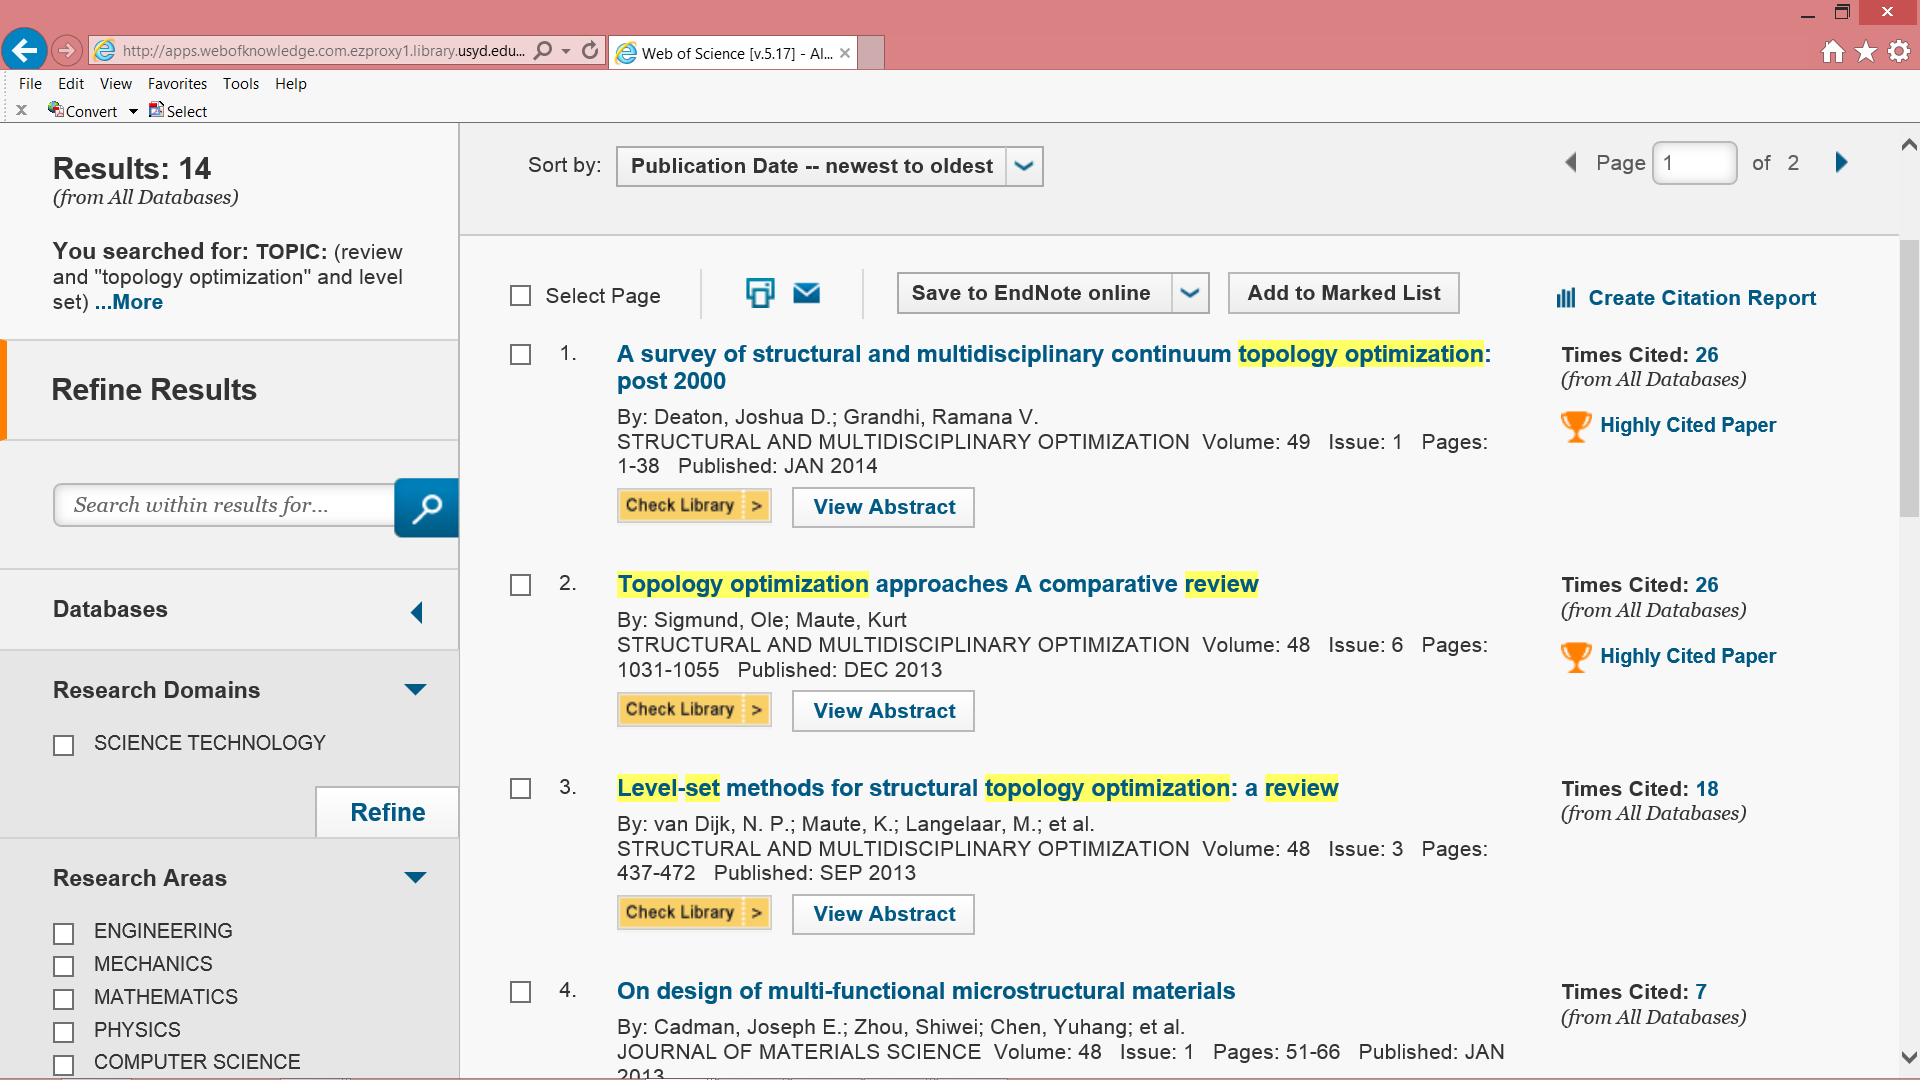 http://apps.webofknowledge.com.ezproxy1.library.usyd.edu...
Web of Science [v.5.17] - Al...
File Edit View Favorites Tools Help
x Convert Select
Results: 14
(from All Databases)
You searched for: TOPIC: (review
and "topology optimization" and level
set) ...More
Refine Results
Search within results for...
Databases
Research Domains
SCIENCE TECHNOLOGY
Refine
Research Areas
ENGINEERING
MECHANICS
MATHEMATICS
PHYSICS
COMPUTER SCIENCE
Sort by: Publication Date -- newest to oldest
Page 1 of 2
Select Page
Save to EndNote online
Add to Marked List
Create Citation Report
1. A survey of structural and multidisciplinary continuum topology optimization:
post 2000
By: Deaton, Joshua D.; Grandhi, Ramana V.
STRUCTURAL AND MULTIDISCIPLINARY OPTIMIZATION Volume: 49 Issue: 1 Pages:
1-38 Published: JAN 2014
Check Library > View Abstract
Times Cited: 26
(from All Databases)
Highly Cited Paper
2. Topology optimization approaches A comparative review
By: Sigmund, Ole; Maute, Kurt
STRUCTURAL AND MULTIDISCIPLINARY OPTIMIZATION Volume: 48 Issue: 6 Pages:
1031-1055 Published: DEC 2013
Check Library > View Abstract
Times Cited: 26
(from All Databases)
Highly Cited Paper
3. Level-set methods for structural topology optimization: a review
By: van Dijk, N. P.; Maute, K.; Langelaar, M.; et al.
STRUCTURAL AND MULTIDISCIPLINARY OPTIMIZATION Volume: 48 Issue: 3 Pages:
437-472 Published: SEP 2013
Check Library > View Abstract
Times Cited: 18
(from All Databases)
4. On design of multi-functional microstructural materials
By: Cadman, Joseph E.; Zhou, Shiwei; Chen, Yuhang; et al.
JOURNAL OF MATERIALS SCIENCE Volume: 48 Issue: 1 Pages: 51-66 Published: JAN
2013
Times Cited: 7
(from All Databases)